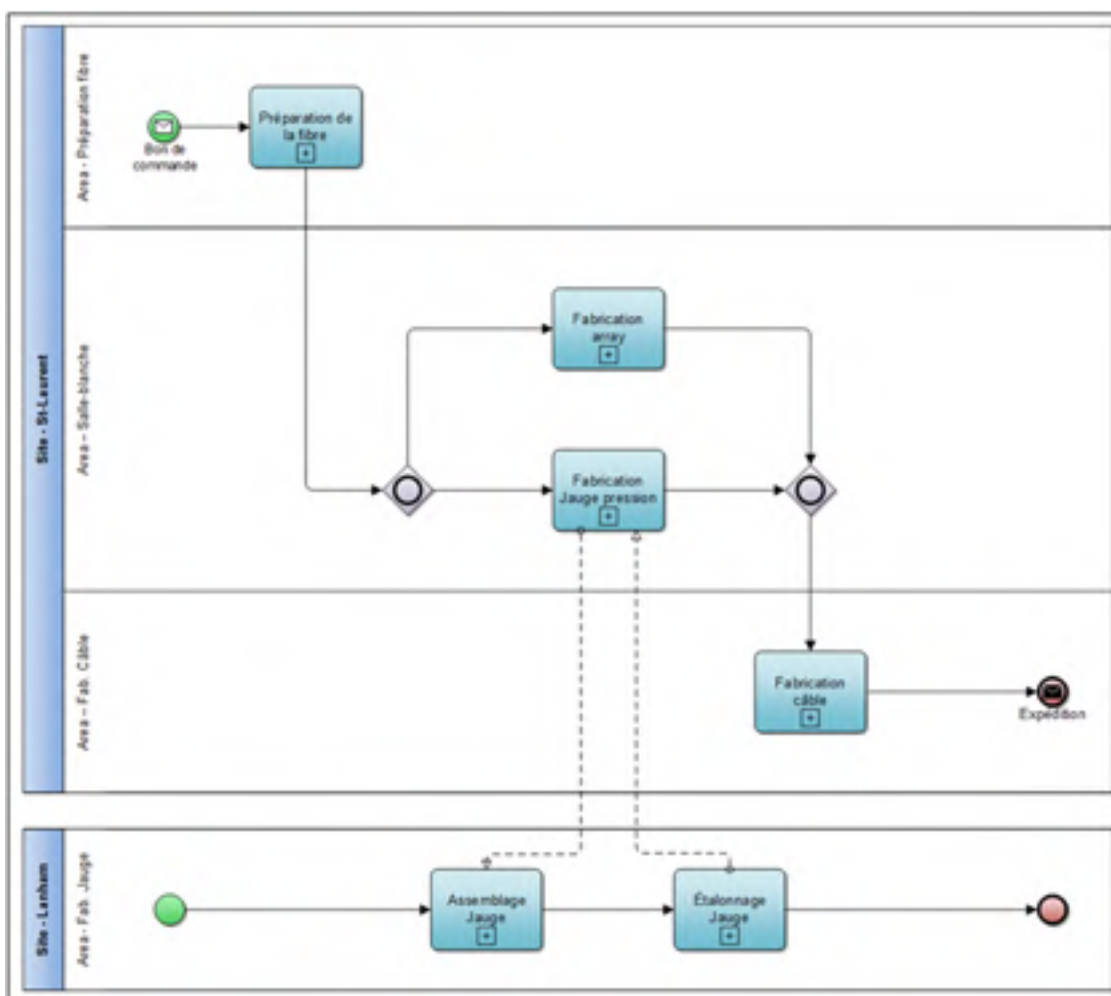 Site - St-Laurent
Area - Préparation fibre
Bon de
commande
Préparation de
la fibre
Area – Salle-blanche
Fabrication
array
Fabrication
Jauge pression
Area – Fab. Câble
Fabrication
câble
Expédition
Site - Lanham
Area - Fab. Jauge
Assemblage
Jauge
Étalonnage
Jauge